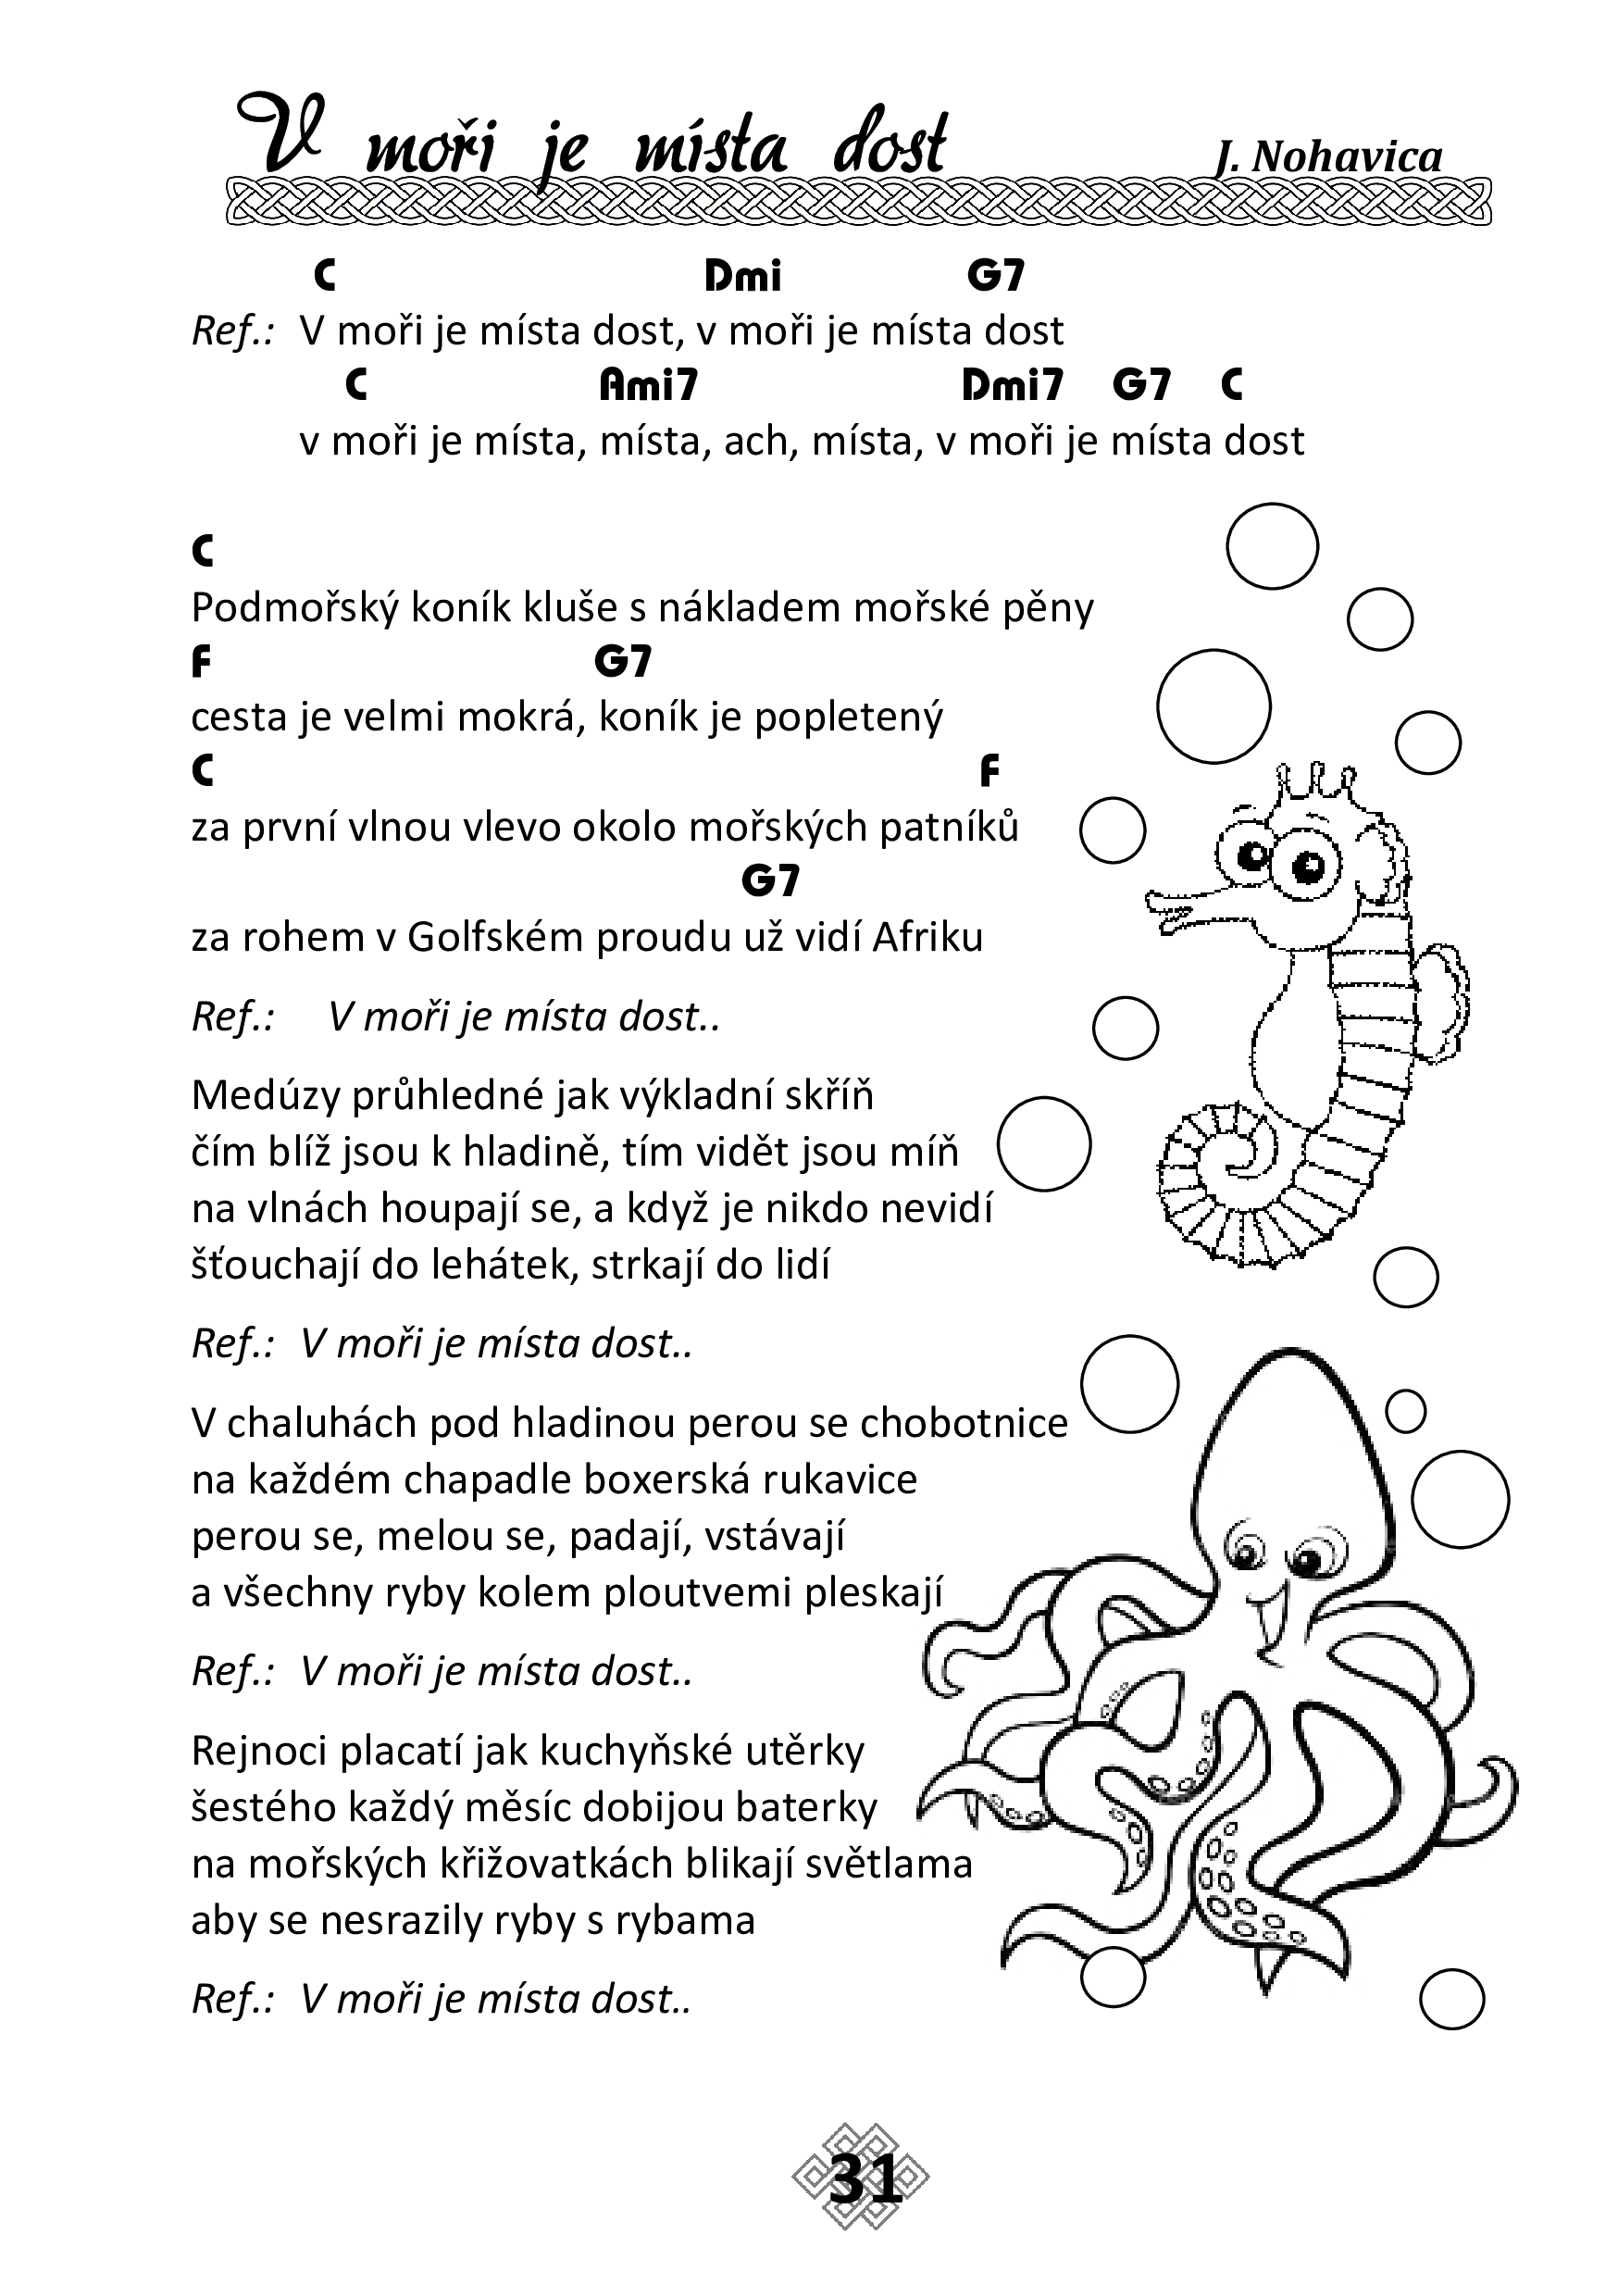 V moři je místa dost J. Nohavica
C Dmi G7
Ref.: V moři je místa dost, v moři je místa dost
C Ami7 Dmi7 G7 C
v moři je místa, místa, ach, místa, v moři je místa dost
C
Podmořský koník kluše s nákladem mořské pěny
F G7
cesta je velmi mokrá, koník je popletený
C F
za první vlnou vlevo okolo mořských patníků
G7
za rohem v Golfském proudu už vidí Afriku
Ref.: V moři je místa dost..
Medúzy průhledné jak výkladní skříň
čím blíž jsou k hladině, tím vidět jsou míň
na vlnách houpají se, a když je nikdo nevidí
šťouchají do lehátek, strkají do lidí
Ref.: V moři je místa dost..
V chaluhách pod hladinou perou se chobotnice
na každém chapadle boxerská rukavice
perou se, melou se, padají, vstávají
a všechny ryby kolem ploutvemi pleskají
Ref.: V moři je místa dost..
Rejnoci placatí jak kuchyňské utěrky
šestého každý měsíc dobijou baterky
na mořských křižovatkách blikají světlama
aby se nesrazily ryby s rybama
Ref.: V moři je místa dost..
31